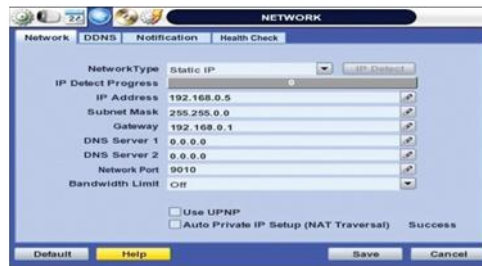 NETWORK
Network DDNS Notification Health Check
NetworkType Static IP IP Detect
IP Detect Progress 0
IP Address 192.168.0.5
Subnet Mask 255.255.0.0
Gateway 192.168.0.1
DNS Server 1 0.0.0.0
DNS Server 2 0.0.0.0
Network Port 9010
Bandwidth Limit Off
Use UPNP
Auto Private IP Setup (NAT Traversal) Success
Default Help Save Cancel